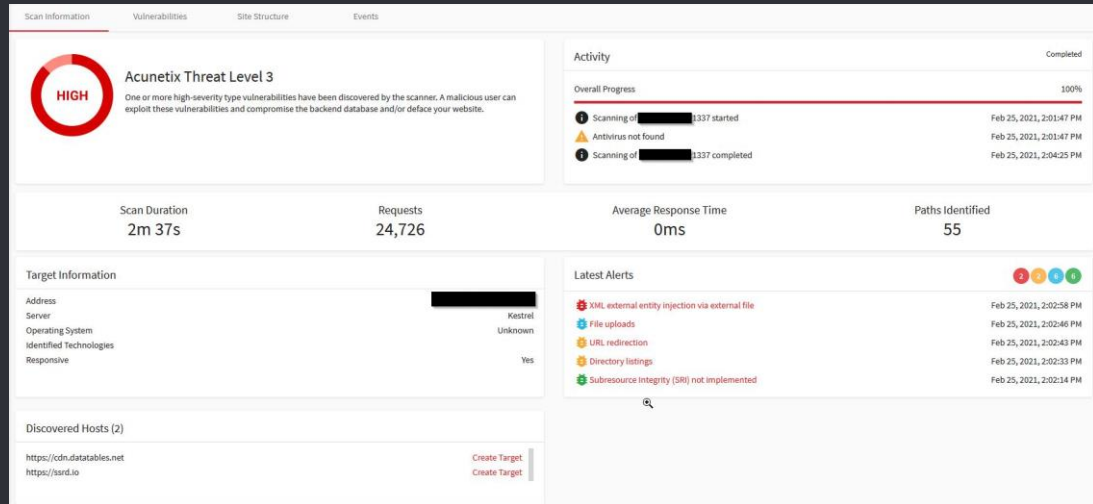 Scan Information Vulnerabilities Site Structure Events
HIGH
Acunetix Threat Level 3
One or more high-severity type vulnerabilities have been discovered by the scanner. A malicious user can
exploit these vulnerabilities and compromise the backend database and/or deface your website.
Activity Completed
Overall Progress 100%
Scanning of 1337 started Feb 25, 2021, 2:01:47 PM
Antivirus not found Feb 25, 2021, 2:01:47 PM
Scanning of 1337 completed Feb 25, 2021, 2:04:25 PM
Scan Duration Requests Average Response Time Paths Identified
2m 37s 24,726 0ms 55
Target Information
Address
Server Kestrel
Operating System Unknown
Identified Technologies
Responsive Yes
Latest Alerts 2 6 6
XML external entity injection via external file Feb 25, 2021, 2:02:58 PM
File uploads Feb 25, 2021, 2:02:46 PM
URL redirection Feb 25, 2021, 2:02:43 PM
Directory listings Feb 25, 2021, 2:02:33 PM
Subresource Integrity (SRI) not implemented Feb 25, 2021, 2:02:14 PM
Discovered Hosts (2)
https://cdn.datatables.net Create Target
https://ssrd.io Create Target